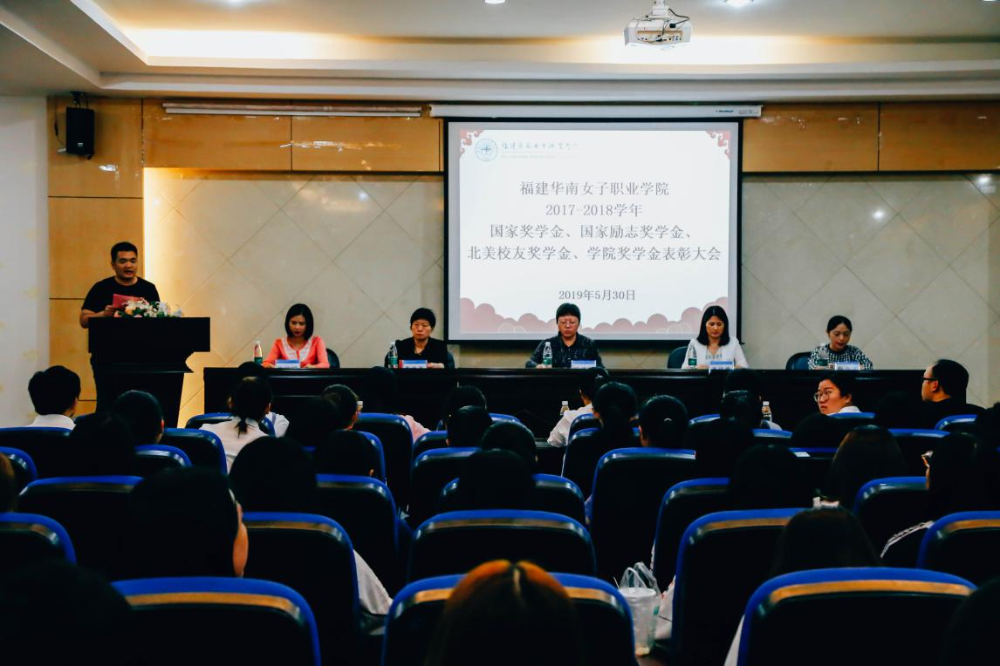 福建华南女子职业学院
2017-2018学年
国家奖学金、国家励志奖学金、
北美校友奖学金、学院奖学金表彰大会
2019年5月30日